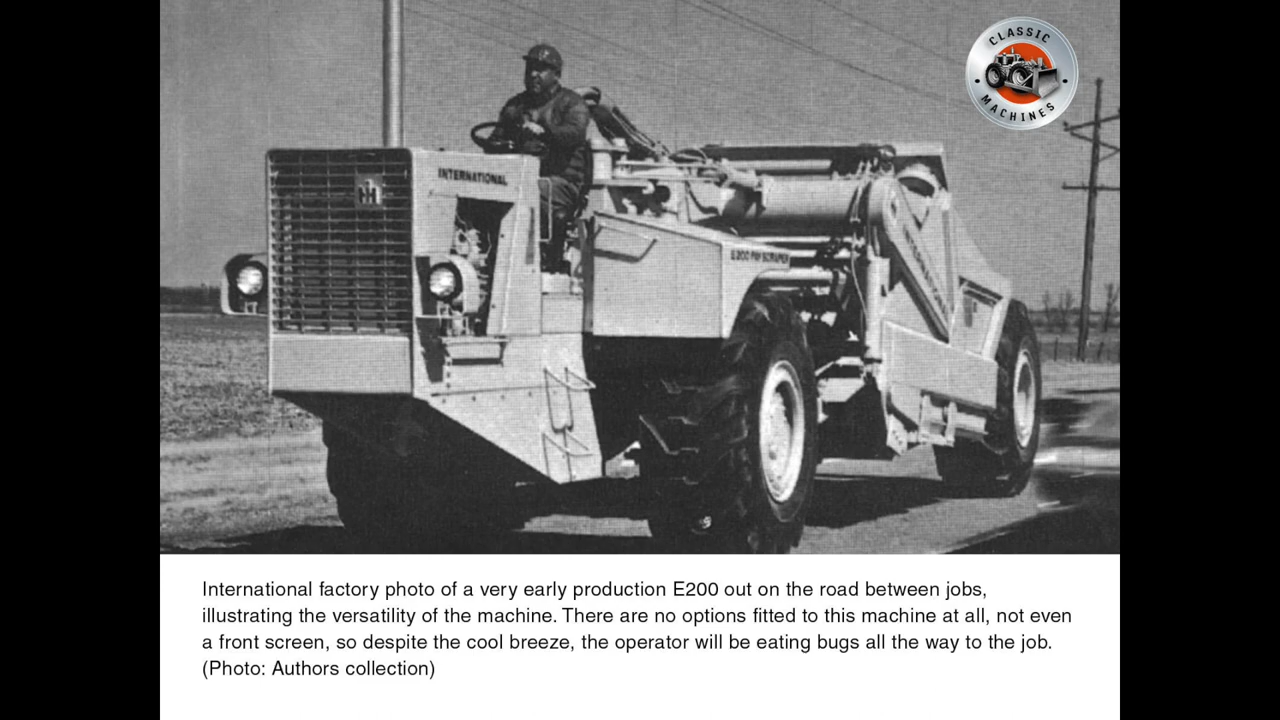 CLASSIC
MACHINES
INTERNATIONAL
IH
E200 PAY SCRAPER
INTERNATIONAL
International factory photo of a very early production E200 out on the road between jobs,
illustrating the versatility of the machine. There are no options fitted to this machine at all, not even
a front screen, so despite the cool breeze, the operator will be eating bugs all the way to the job.
(Photo: Authors collection)